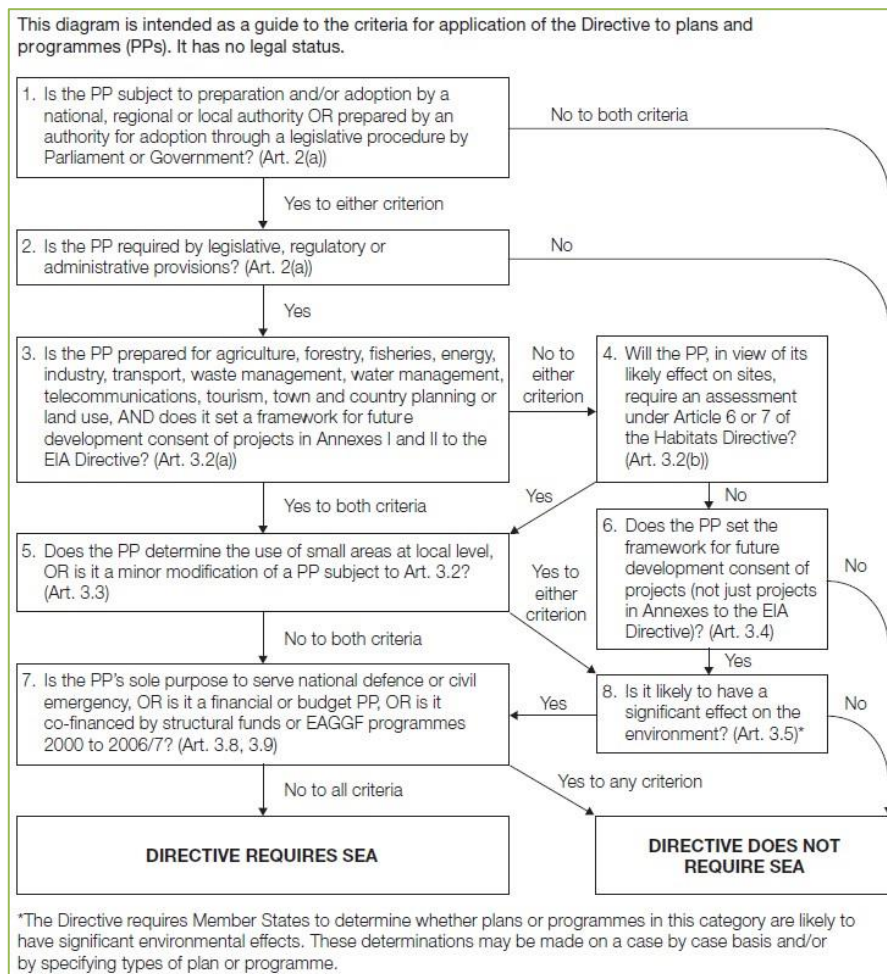 This diagram is intended as a guide to the criteria for application of the Directive to plans and
programmes (PPs). It has no legal status.
1. Is the PP subject to preparation and/or adoption by a
national, regional or local authority OR prepared by an
authority for adoption through a legislative procedure by
Parliament or Government? (Art. 2(a))
No to both criteria
Yes to either criterion
2. Is the PP required by legislative, regulatory or
administrative provisions? (Art. 2(a))
No
Yes
3. Is the PP prepared for agriculture, forestry, fisheries, energy,
industry, transport, waste management, water management,
telecommunications, tourism, town and country planning or
land use, AND does it set a framework for future
development consent of projects in Annexes I and II to the
EIA Directive? (Art. 3.2(a))
No to
either
criterion
4. Will the PP, in view of its
likely effect on sites,
require an assessment
under Article 6 or 7 of
the Habitats Directive?
(Art. 3.2(b))
Yes to both criteria
Yes
No
5. Does the PP determine the use of small areas at local level,
OR is it a minor modification of a PP subject to Art. 3.2?
(Art. 3.3)
Yes to
either
criterion
6. Does the PP set the
framework for future
development consent of
projects (not just projects
in Annexes to the EIA
Directive)? (Art. 3.4)
No
No to both criteria
Yes
7. Is the PP's sole purpose to serve national defence or civil
emergency, OR is it a financial or budget PP, OR is it
co-financed by structural funds or EAGGF programmes
2000 to 2006/7? (Art. 3.8, 3.9)
Yes
8. Is it likely to have a
significant effect on the
environment? (Art. 3.5)*
No
No to all criteria
Yes to any criterion
DIRECTIVE REQUIRES SEA
DIRECTIVE DOES NOT
REQUIRE SEA
*The Directive requires Member States to determine whether plans or programmes in this category are likely to
have significant environmental effects. These determinations may be made on a case by case basis and/or
by specifying types of plan or programme.